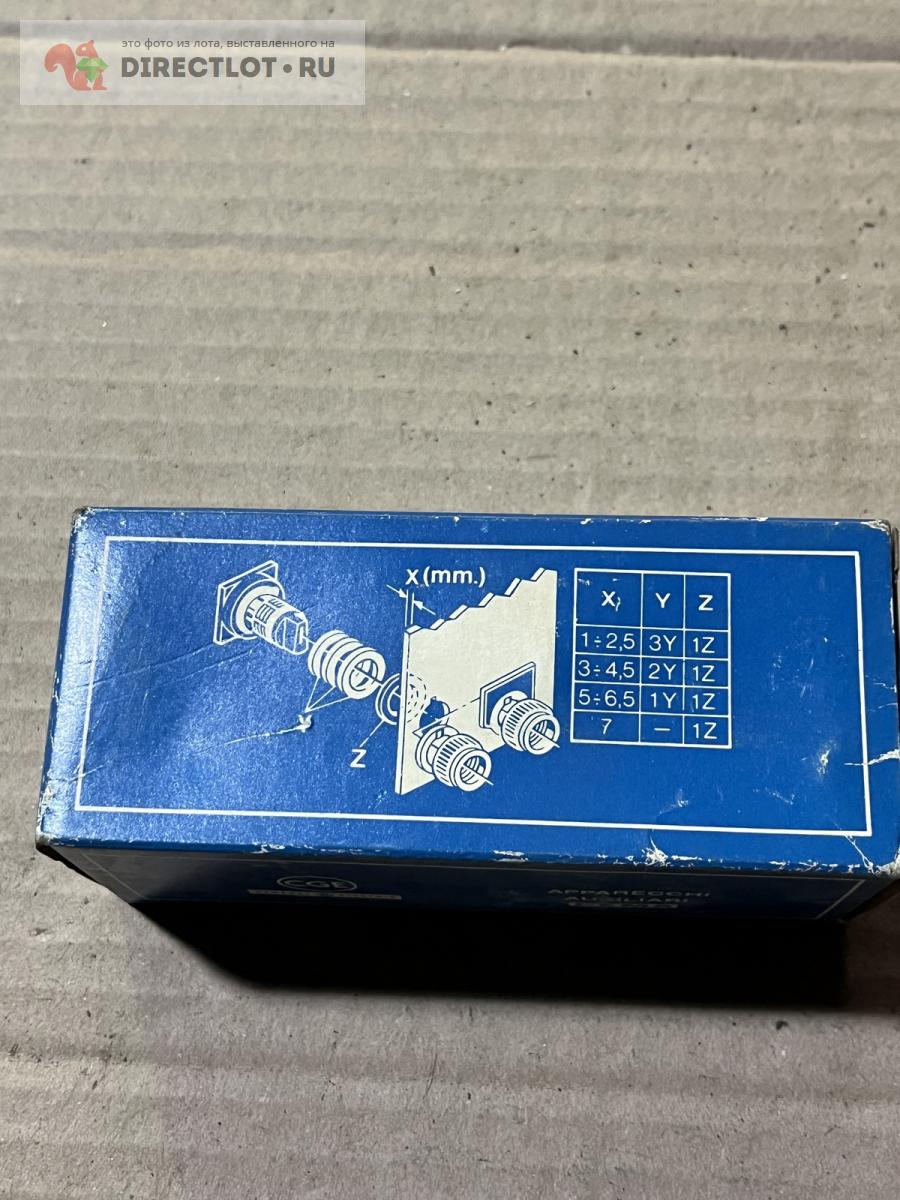 это фото из лота, выставленного на
DIRECTLOT•RU
X(mm.)
X Y Z
1÷2,5 3Y 1Z
3÷4,5 2Y 1Z
5÷6,5 1Y 1Z
7 — 1Z
Y
Z
CGE
APPARECCHI
AUSILIARI